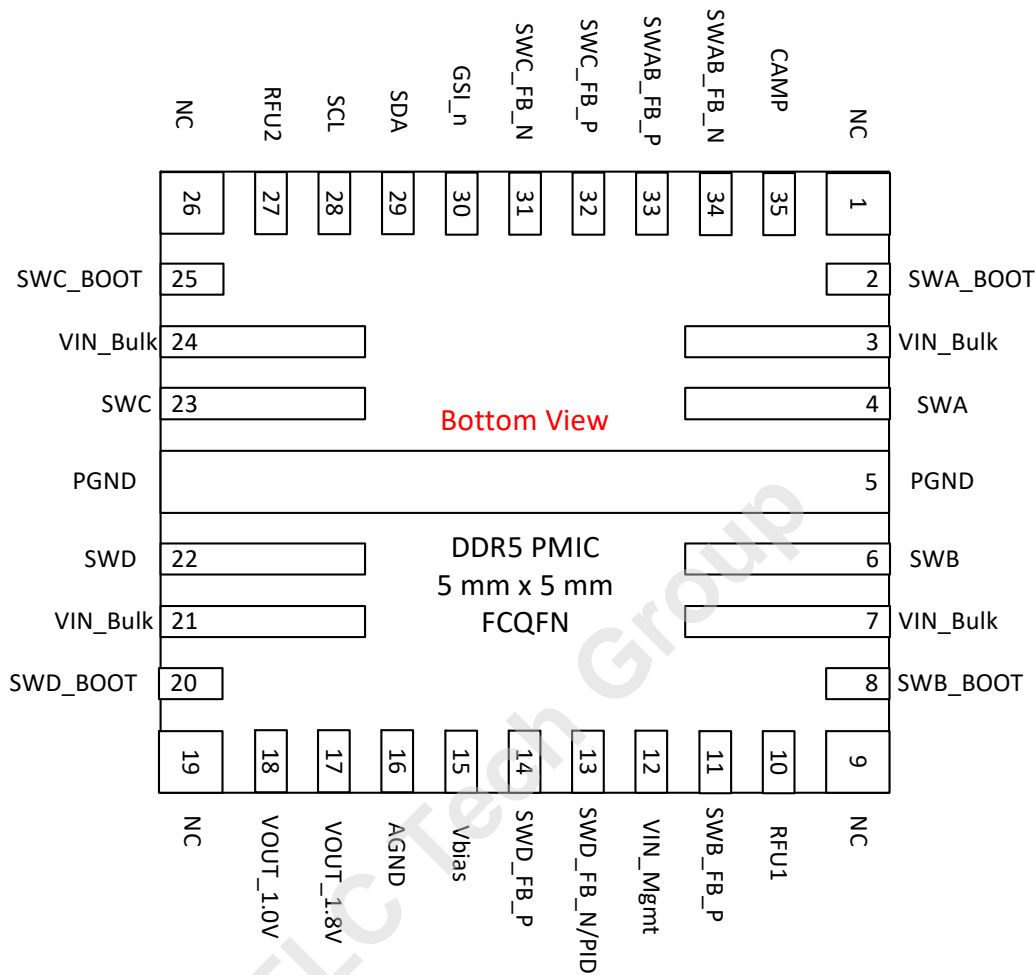 NC
RFU2
SCL
SDA
GSI_n
SWC_FB_N
SWC_FB_P
SWAB_FB_P
SWAB_FB_N
CAMP
NC
26
27
28
29
30
31
32
33
34
35
1
SWC_BOOT
25
2
SWA_BOOT
VIN_Bulk
24
3
VIN_Bulk
SWC
23
4
SWA
Bottom View
PGND
5
PGND
DDR5 PMIC
5 mm x 5 mm
FCQFN
SWD
22
6
SWB
VIN_Bulk
21
7
VIN_Bulk
SWD_BOOT
20
8
SWB_BOOT
19
18
17
16
15
14
13
12
11
10
9
NC
VOUT_1.0V
VOUT_1.8V
AGND
Vbias
SWD_FB_P
SWD_FB_N/PID
VIN_Mgmt
SWB_FB_P
RFU1
NC
TLC Tech Group